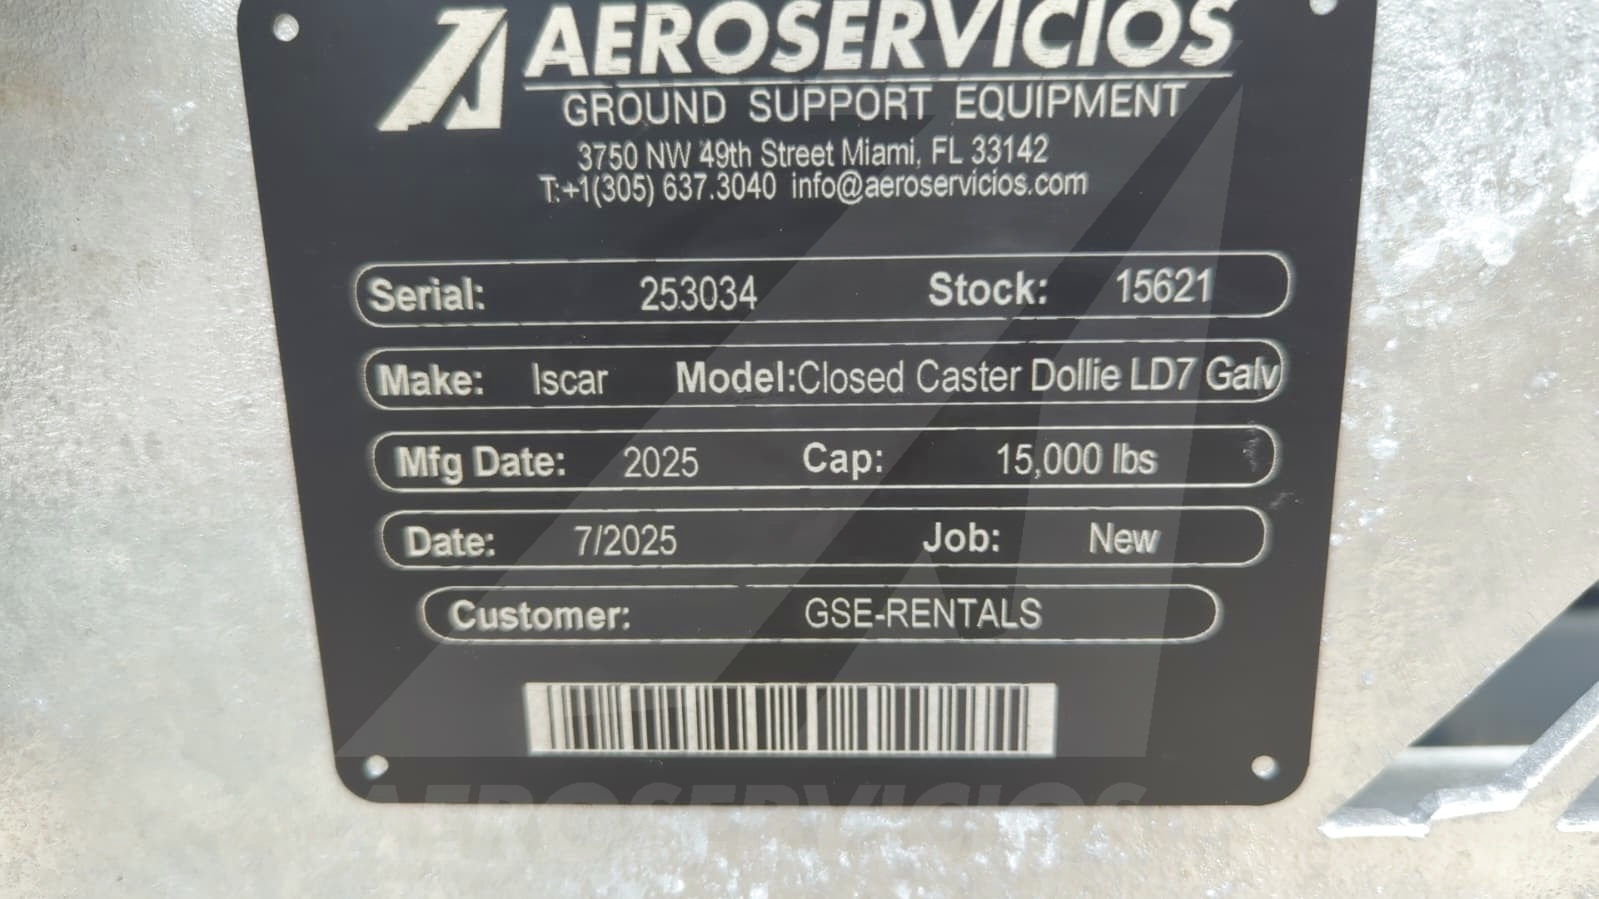 AEROSERVICIOS
GROUND SUPPORT EQUIPMENT
3750 NW 49th Street Miami, FL 33142
T:+1(305) 637.3040 info@aeroservicios.com
Serial: 253034 Stock: 15621
Make: Iscar Model:Closed Caster Dollie LD7 Galv
Mfg Date: 2025 Cap: 15,000 lbs
Date: 7/2025 Job: New
Customer: GSE-RENTALS
AEROSERVICIOS